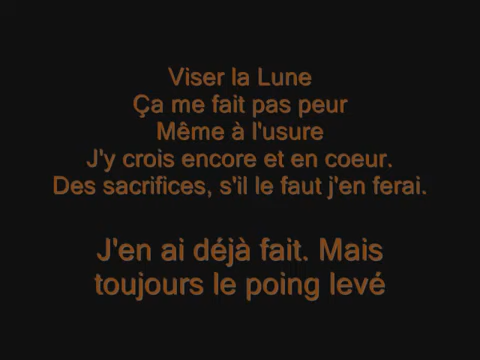 Viser la Lune
Ça me fait pas peur
Même à l'usure
J'y crois encore et en coeur.
Des sacrifices, s'il le faut j'en ferai.
J'en ai déjà fait. Mais
toujours le poing levé